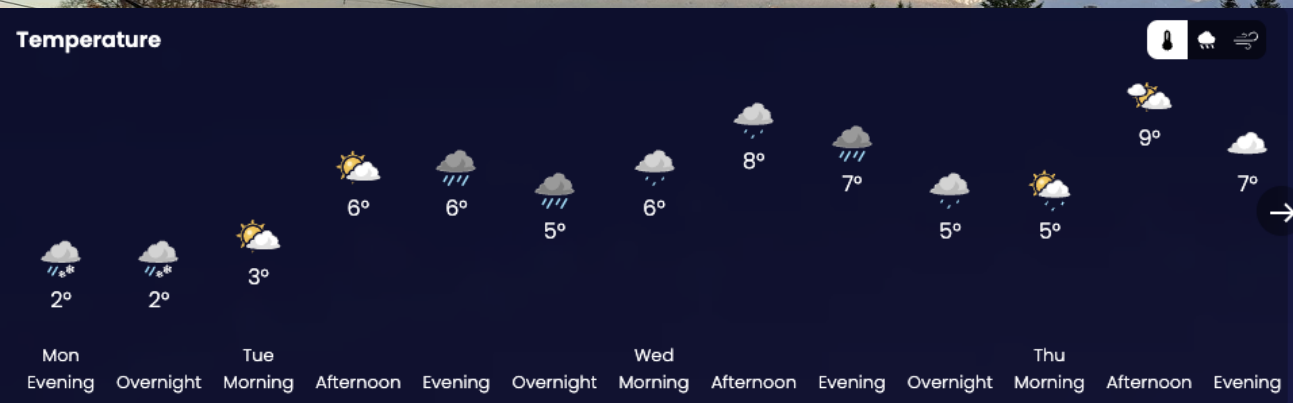 Temperature
2°
2°
3°
6°
6°
5°
6°
8°
7°
5°
5°
9°
7°
Mon
Tue
Wed
Thu
Evening
Overnight
Morning
Afternoon
Evening
Overnight
Morning
Afternoon
Evening
Overnight
Morning
Afternoon
Evening